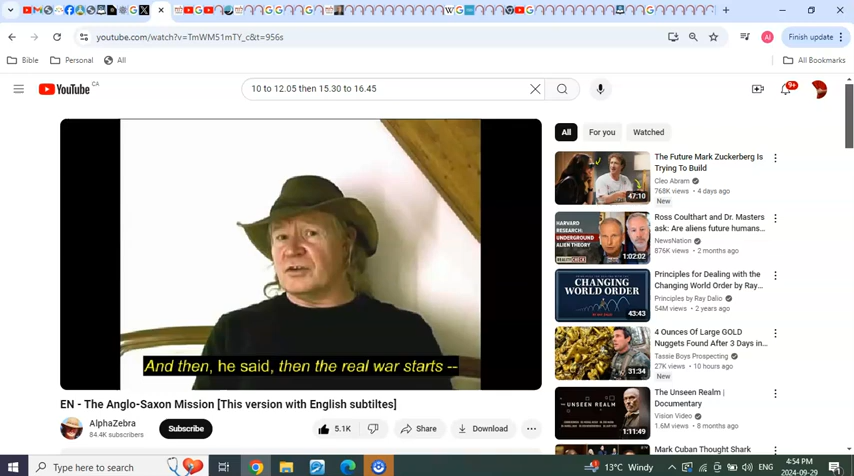 youtube.com/watch?v=TmWM51mTY_c&t=956s
Finish update
Bible
Personal
All
All Bookmarks
YouTube CA
10 to 12.05 then 15.30 to 16.45
9+
And then, he said, then the real war starts --
EN - The Anglo-Saxon Mission [This version with English subtiltes]
AlphaZebra
84.4K subscribers
Subscribe
5.1K
Share
Download
All
For you
Watched
The Future Mark Zuckerberg Is
Trying To Build
Cleo Abram
768K views • 4 days ago
New
47:10
Ross Coulthart and Dr. Masters
ask: Are aliens future humans...
NewsNation
876K views • 2 months ago
HARVARD
RESEARCH:
UNDERGROUND
ALIEN THEORY
REALITY CHECK
1:02:02
Principles for Dealing with the
Changing World Order by Ray...
Principles by Ray Dalio
54M views • 2 years ago
CHANGING
WORLD ORDER
43:43
4 Ounces Of Large GOLD
Nuggets Found After 3 Days in...
Tassie Boys Prospecting
27K views • 10 hours ago
New
31:34
The Unseen Realm |
Documentary
Vision Video
1.6M views • 8 months ago
THE
UNSEEN
REALM
1:11:49
Mark Cuban Thought Shark
Type here to search
13°C Windy
ENG
4:54 PM
2024-09-29